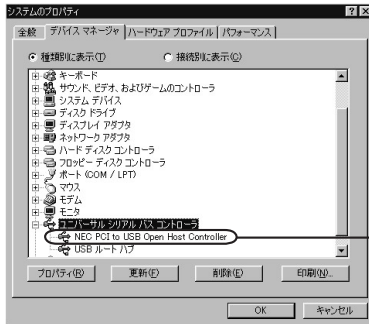 システムのプロパティ
全般 デバイス マネージャ ハードウェア プロファイル パフォーマンス
種類別に表示(T) 接続別に表示(C)
キーボード
サウンド、ビデオ、およびゲームのコントローラ
システム デバイス
ディスク ドライブ
ディスプレイ アダプタ
ネットワーク アダプタ
ハード ディスク コントローラ
フロッピー ディスク コントローラ
ポート (COM / LPT)
マウス
モデム
モニタ
ユニバーサル シリアル バス コントローラ
NEC PCI to USB Open Host Controller
USB ルート ハブ
プロパティ(R) 更新(F) 削除(E) 印刷(N)...
OK キャンセル